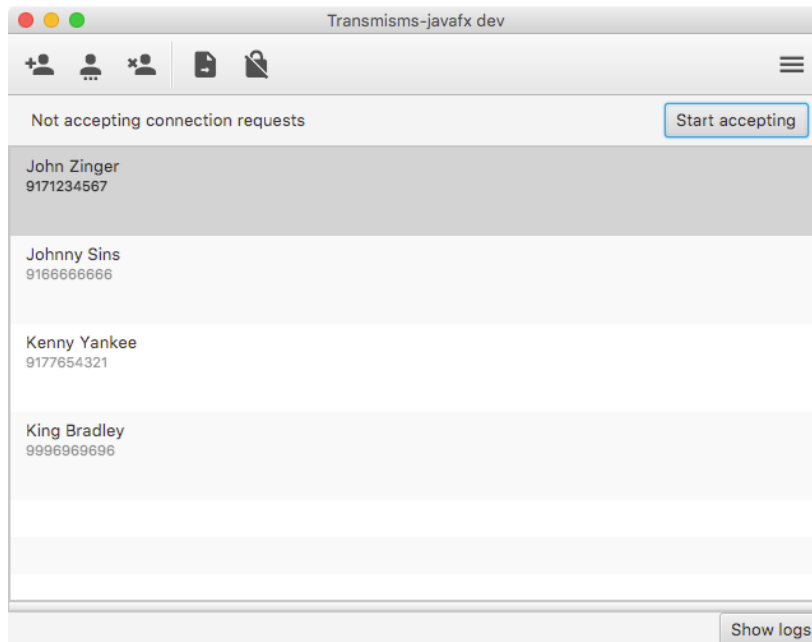 Transmisms-javafx dev
Not accepting connection requests
Start accepting
John Zinger
9171234567
Johnny Sins
9166666666
Kenny Yankee
9177654321
King Bradley
9996969696
Show logs